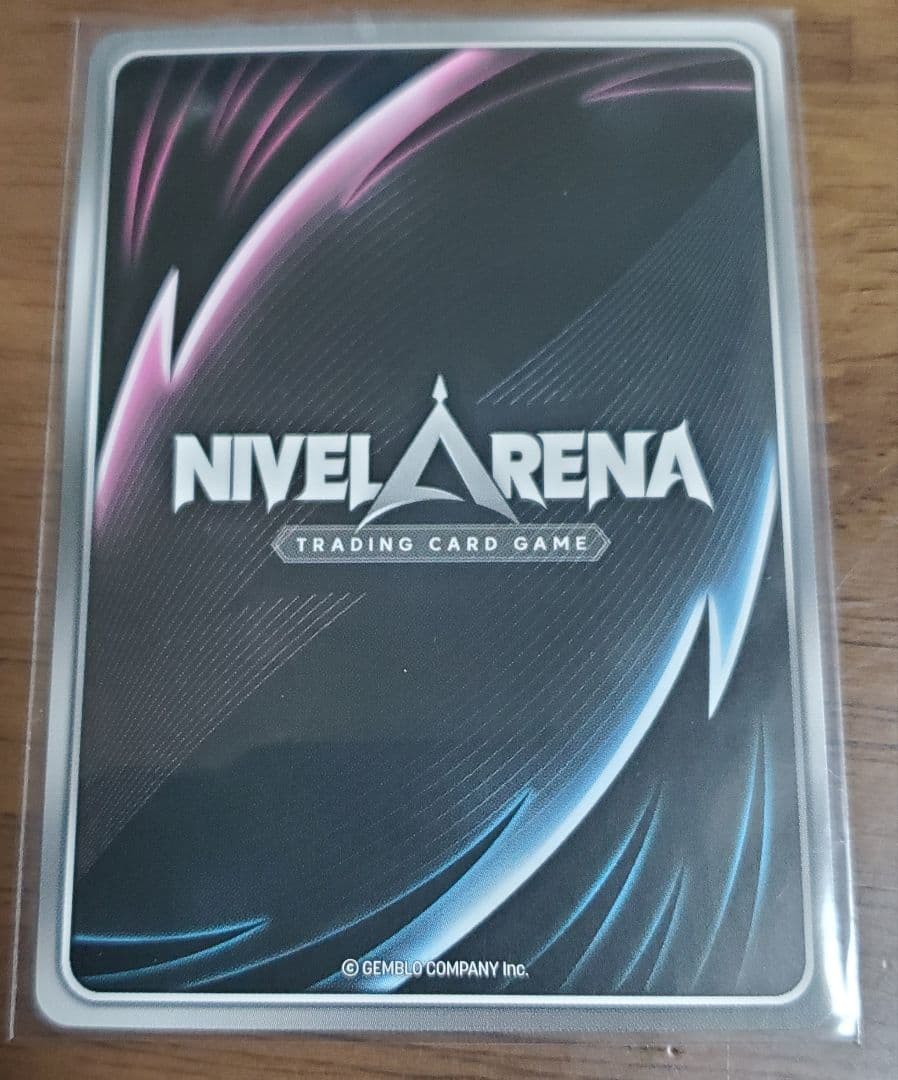 NIVEL ARENA
TRADING CARD GAME
© GEMBLO COMPANY Inc.